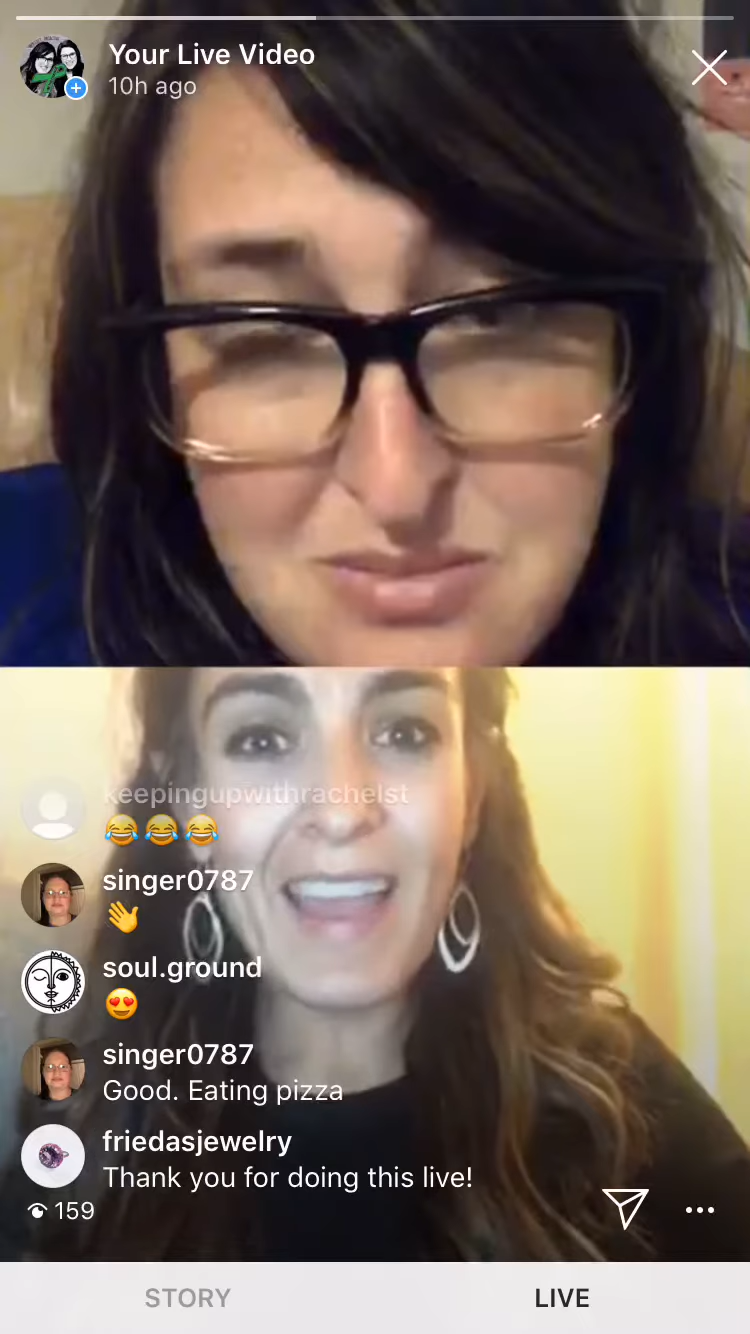 Your Live Video
10h ago
keepingupwithrachelst
😂😂😂
singer0787
👋
soul.ground
😍
singer0787
Good. Eating pizza
friedasjewelry
Thank you for doing this live!
159
STORY
LIVE